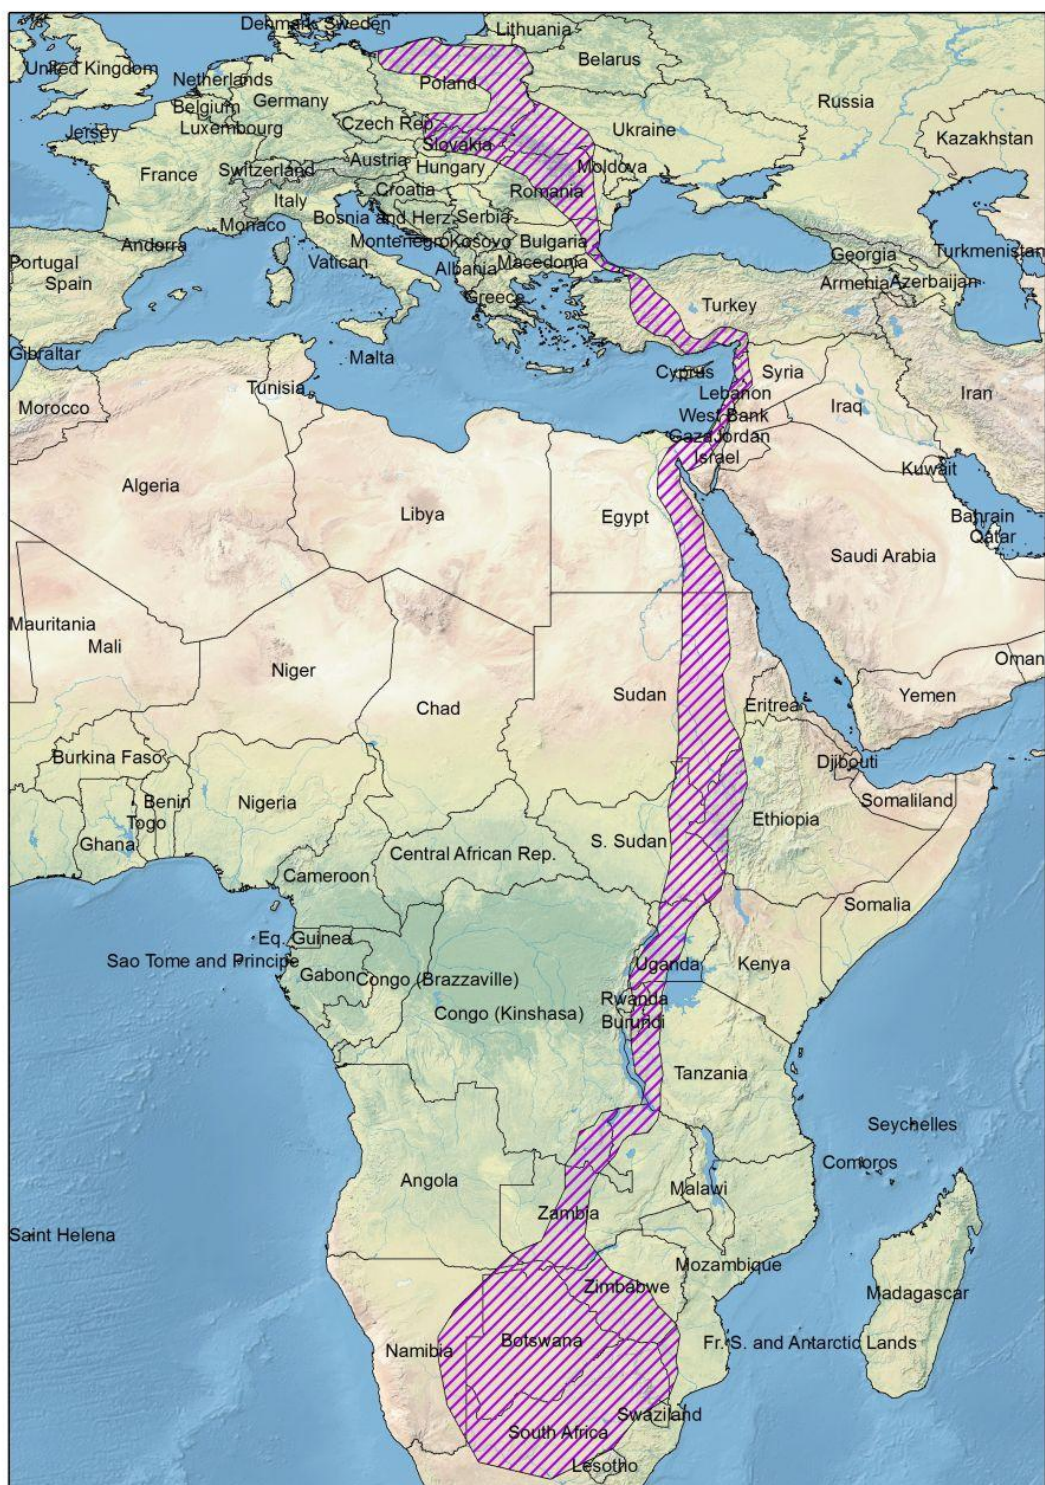 Denmark Sweden
Lithuania
United Kingdom
Belarus
Netherlands
Poland
Germany
Belgium
Russia
Luxembourg
Czech Rep.
Ukraine
Jersey
Kazakhstan
Slovakia
Austria
Moldova
France
Switzerland
Hungary
Croatia
Romania
Italy
Bosnia and Herz.
Serbia
Monaco
Andorra
Montenegro
Kosovo
Bulgaria
Georgia
Turkmenistan
Portugal
Vatican
Albania
Macedonia
Spain
Armenia
Azerbaijan
Greece
Turkey
Gibraltar
Malta
Cyprus
Syria
Tunisia
Lebanon
Iran
Morocco
West Bank
Iraq
Gaza
Jordan
Israel
Kuwait
Algeria
Libya
Egypt
Bahrain
Qatar
Saudi Arabia
Mauritania
Mali
Niger
Oman
Chad
Sudan
Eritrea
Yemen
Burkina Faso
Djibouti
Benin
Nigeria
Somaliland
Togo
Ethiopia
Ghana
S. Sudan
Central African Rep.
Cameroon
Somalia
Eq. Guinea
Sao Tome and Principe
Gabon
Congo (Brazzaville)
Uganda
Kenya
Rwanda
Congo (Kinshasa)
Burundi
Tanzania
Seychelles
Comoros
Angola
Malawi
Zambia
Saint Helena
Mozambique
Zimbabwe
Madagascar
Botswana
Fr. S. and Antarctic Lands
Namibia
Swaziland
South Africa
Lesotho